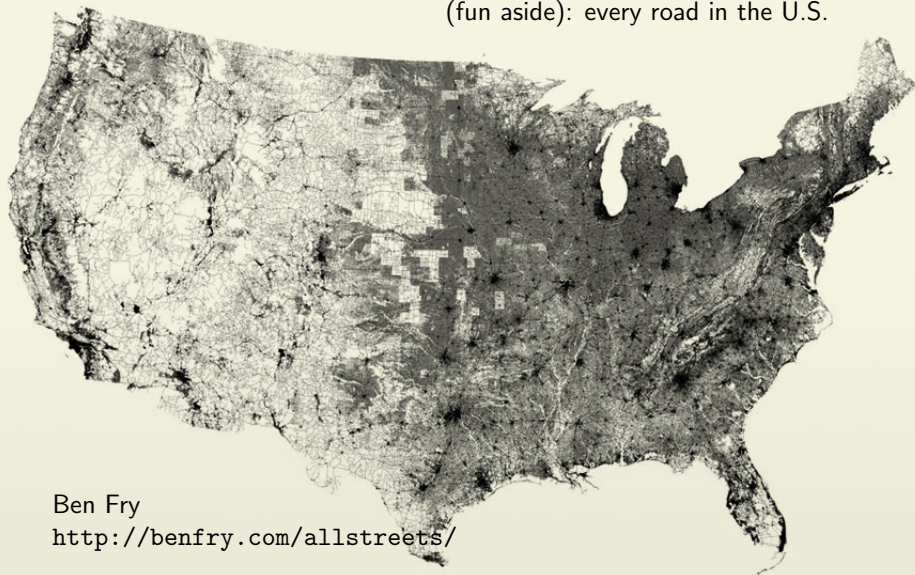 (fun aside): every road in the U.S.
Ben Fry
http://benfry.com/allstreets/